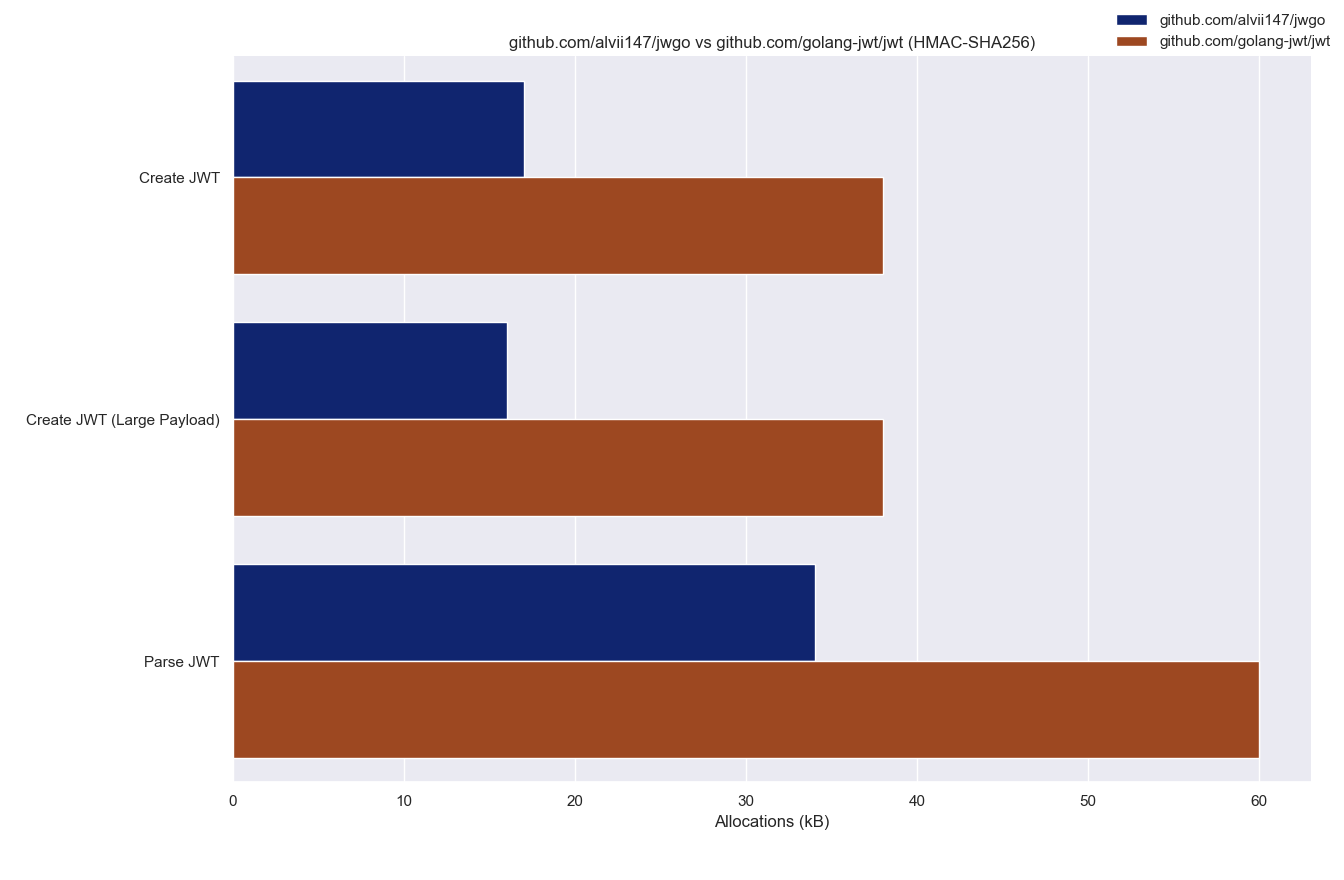 github.com/alvii147/jwgo
github.com/golang-jwt/jwt
github.com/alvii147/jwgo vs github.com/golang-jwt/jwt (HMAC-SHA256)
Create JWT
Create JWT (Large Payload)
Parse JWT
0 10 20 30 40 50 60
Allocations (kB)